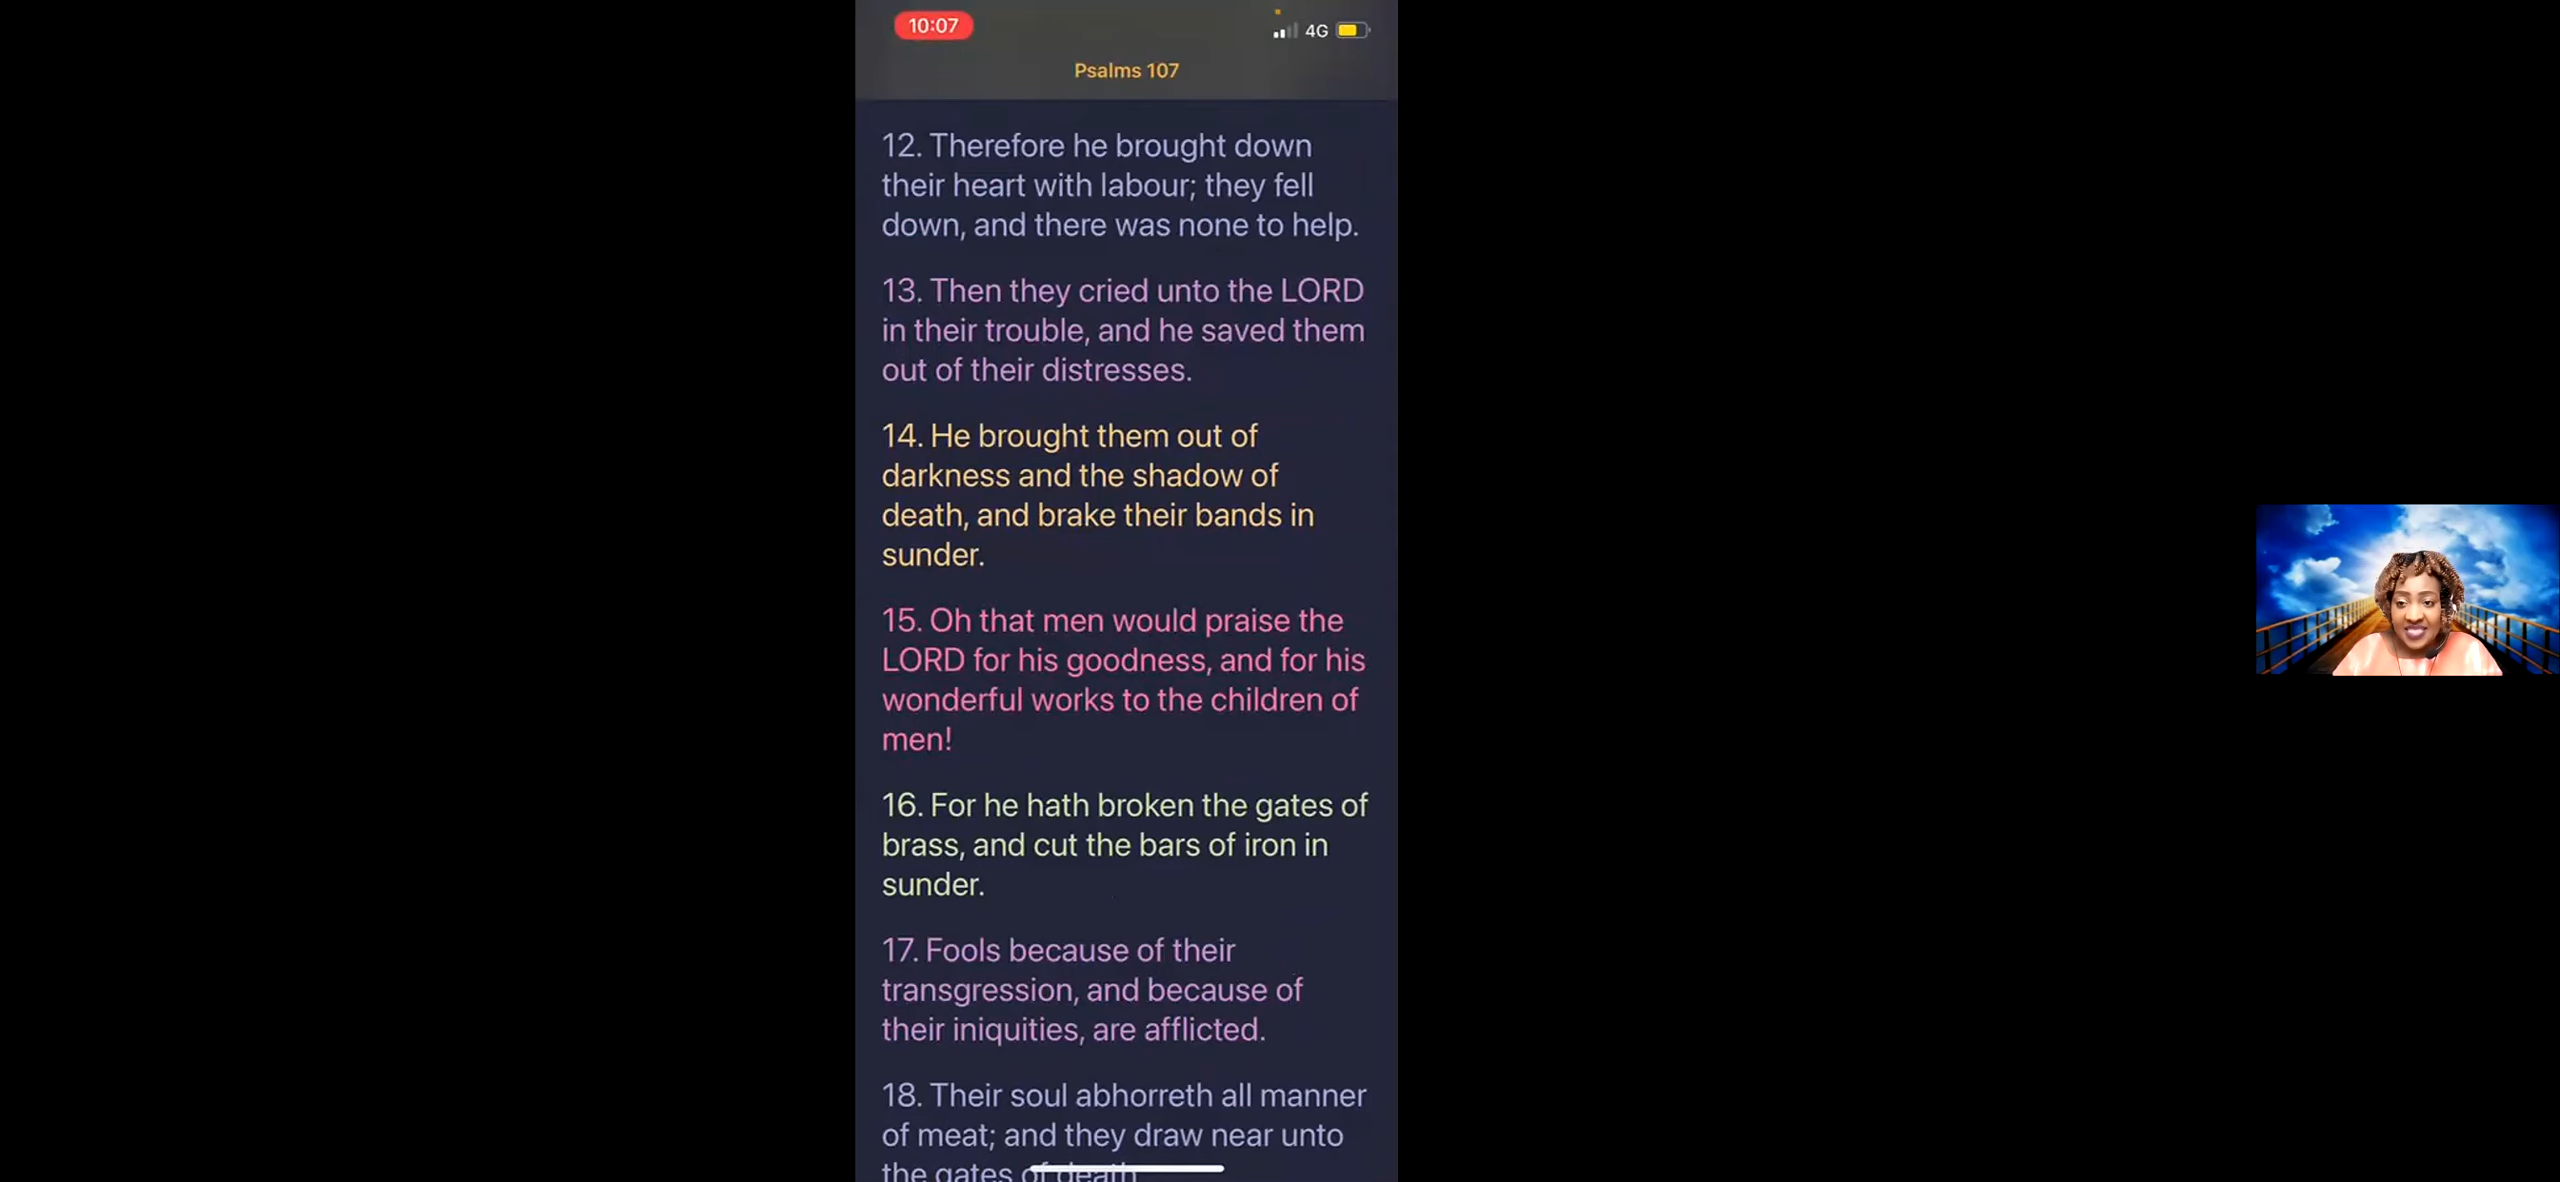 10:07
4G
Psalms 107
12. Therefore he brought down
their heart with labour; they fell
down, and there was none to help.
13. Then they cried unto the LORD
in their trouble, and he saved them
out of their distresses.
14. He brought them out of
darkness and the shadow of
death, and brake their bands in
sunder.
15. Oh that men would praise the
LORD for his goodness, and for his
wonderful works to the children of
men!
16. For he hath broken the gates of
brass, and cut the bars of iron in
sunder.
17. Fools because of their
transgression, and because of
their iniquities, are afflicted.
18. Their soul abhorreth all manner
of meat; and they draw near unto
the gates of death